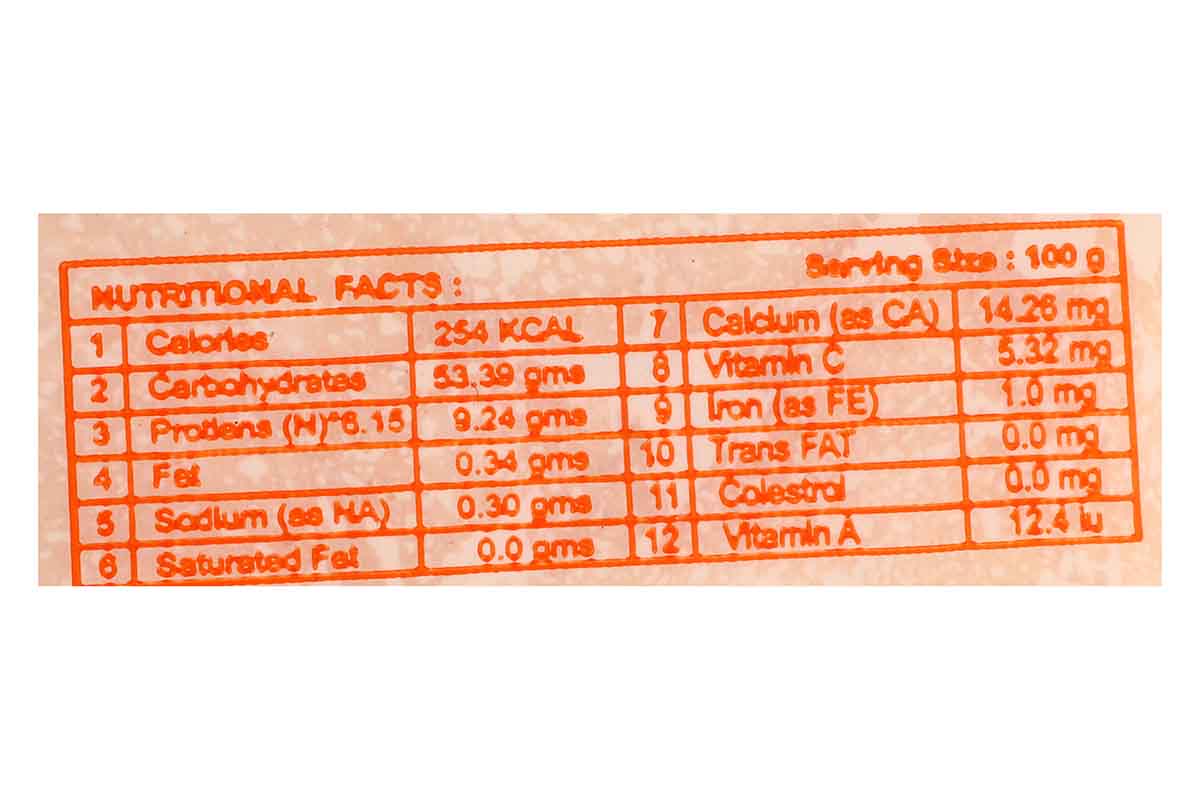 NUTRITIONAL FACTS : Serving Size : 100 g
1 Calories 254 KCAL 7 Calcium (as CA) 14.26 mg
2 Carbohydrates 53.39 gms 8 Vitamin C 5.32 mg
3 Protiens (N)*6.15 9.24 gms 9 Iron (as FE) 1.0 mg
4 Fat 0.34 gms 10 Trans FAT 0.0 mg
5 Sodium (as NA) 0.30 gms 11 Colestrol 0.0 mg
6 Saturated Fat 0.0 gms 12 Vitamin A 12.4 iu